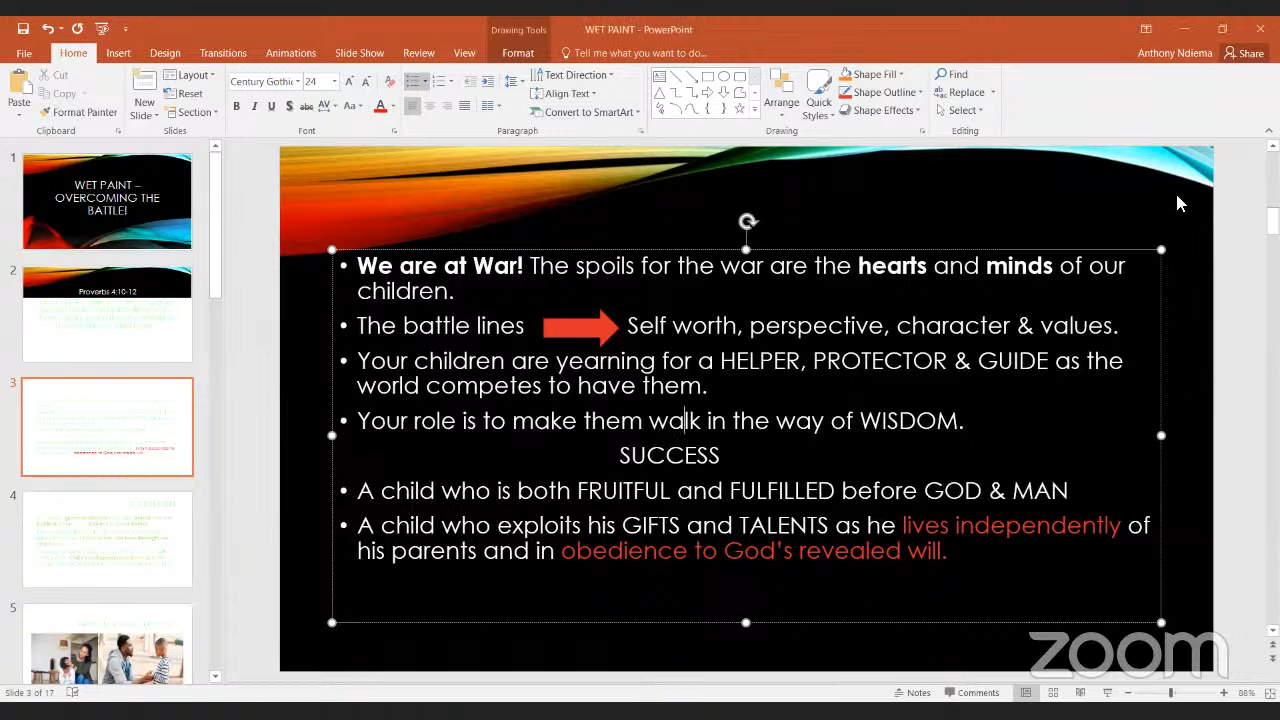 Drawing Tools
WET PAINT - PowerPoint
File Home Insert Design Transitions Animations Slide Show Review View Format Tell me what you want to do... Anthony Ndiema Share
Paste
Cut
Copy
Format Painter
Clipboard
New Slide
Layout
Reset
Section
Slides
Century Gothic 24
B I U S abc AV Aa A
Font
Text Direction
Align Text
Convert to SmartArt
Paragraph
Arrange
Quick Styles
Shape Fill
Shape Outline
Shape Effects
Drawing
Find
Replace
Select
Editing
1
WET PAINT –
OVERCOMING THE
BATTLE!
2
Proverbs 4:10-12
3
4
5
• We are at War! The spoils for the war are the hearts and minds of our
children.
• The battle lines Self worth, perspective, character & values.
• Your children are yearning for a HELPER, PROTECTOR & GUIDE as the
world competes to have them.
• Your role is to make them walk in the way of WISDOM.
SUCCESS
• A child who is both FRUITFUL and FULFILLED before GOD & MAN
• A child who exploits his GIFTS and TALENTS as he lives independently of
his parents and in obedience to God's revealed will.
zoom
Slide 3 of 17 Notes Comments 88%